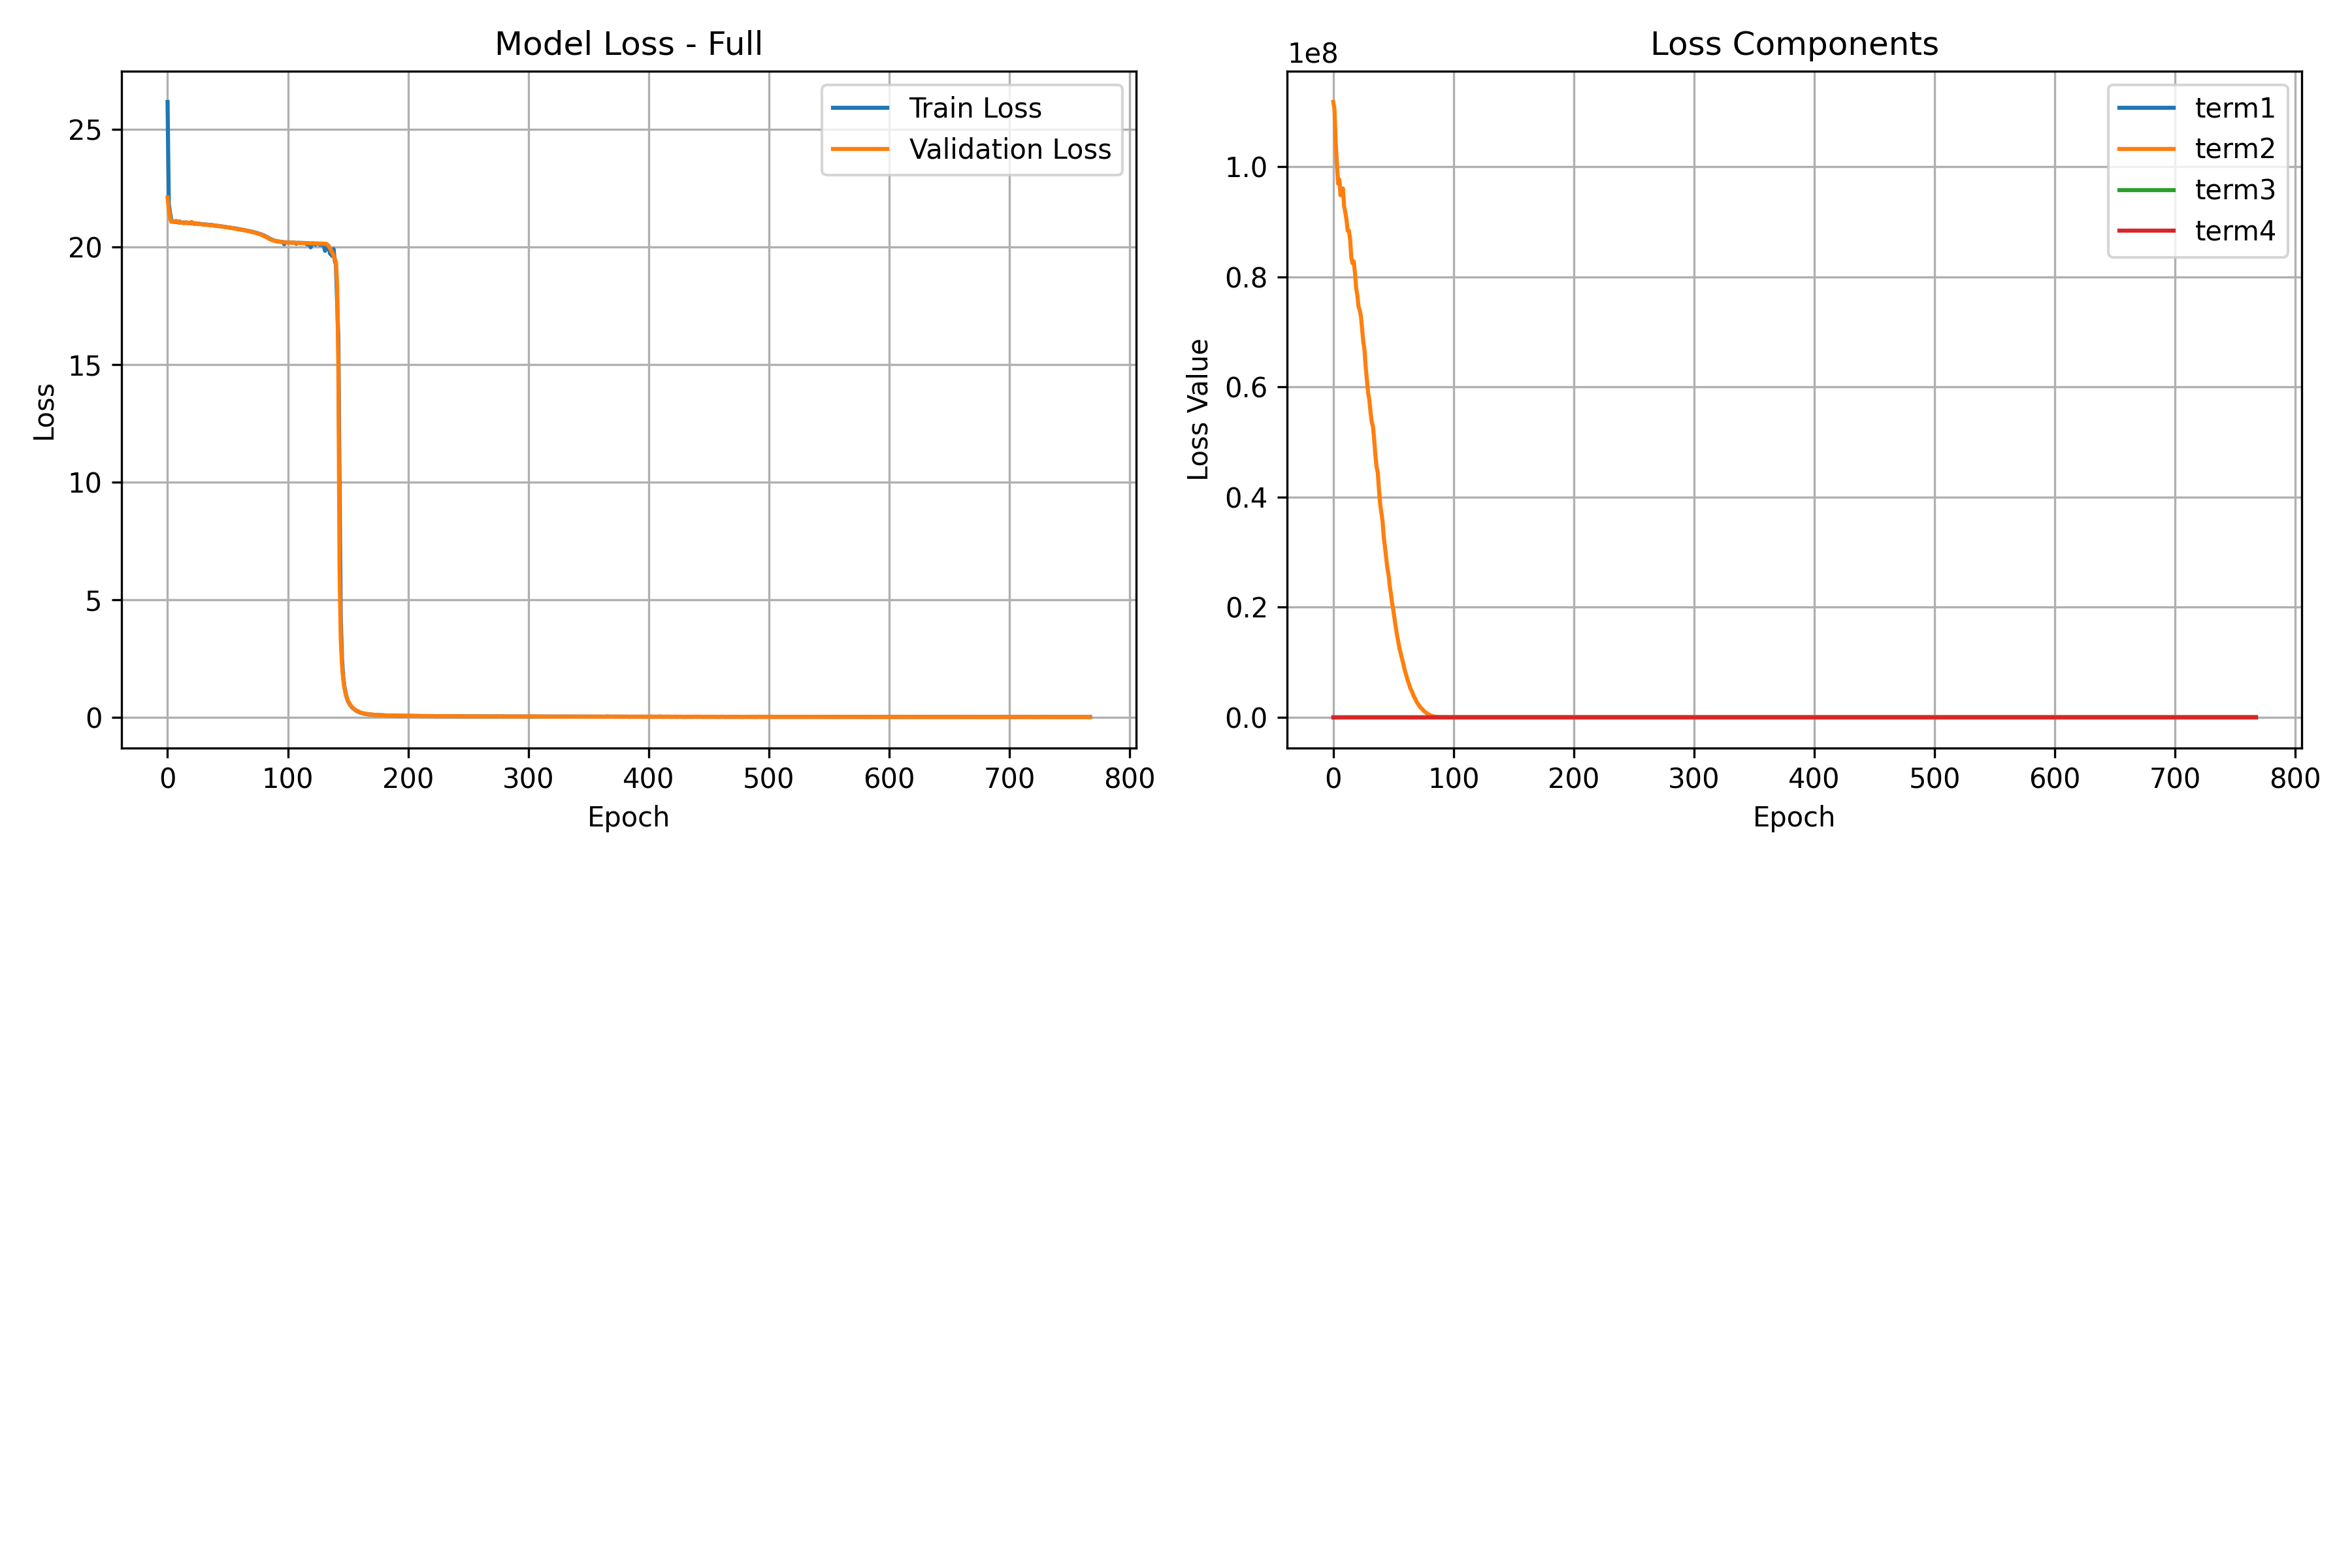 Model Loss - Full
Loss
25
20
15
10
5
0
0 100 200 300 400 500 600 700 800
Epoch
Train Loss
Validation Loss
Loss Components
1e8
Loss Value
1.0
0.8
0.6
0.4
0.2
0.0
0 100 200 300 400 500 600 700 800
Epoch
term1
term2
term3
term4